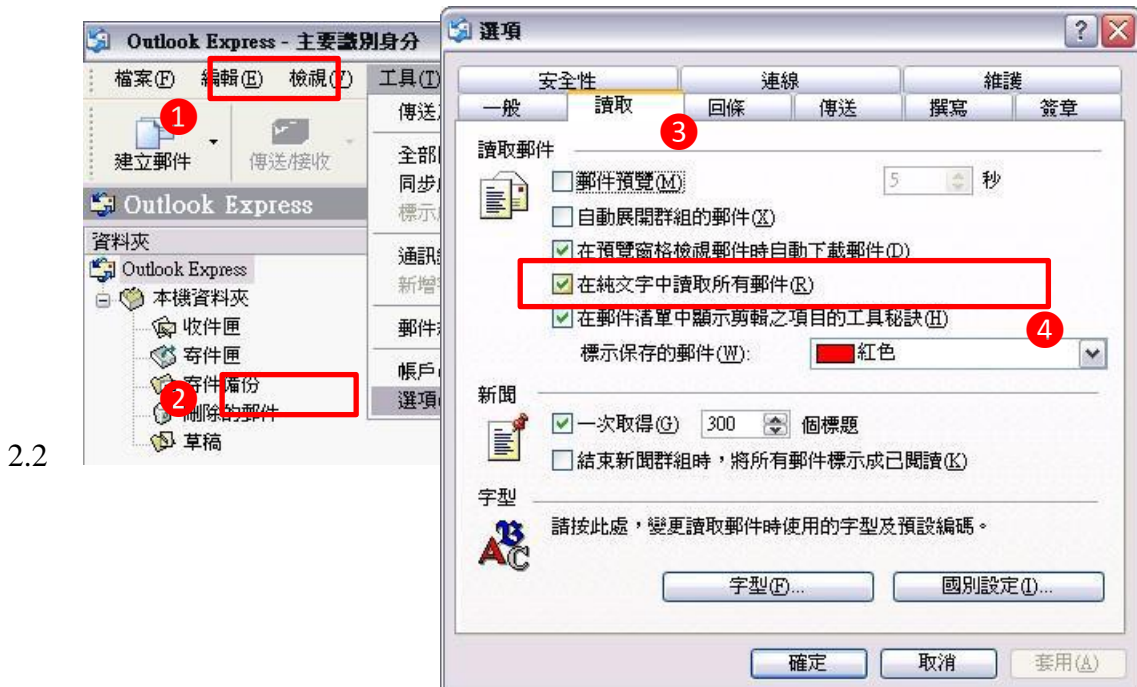 Outlook Express - 主要識別身分
檔案(F) 編輯(E) 檢視(V) 工具(T)
1
建立郵件 傳送/接收
Outlook Express
資料夾
Outlook Express
本機資料夾
收件匣
寄件匣
寄件備份
2
刪除的郵件
草稿
2.2
傳送
全部
同步
標示
通訊
新增
郵件
帳戶
選項
選項
安全性 連線 維護
一般 讀取 回條 傳送 撰寫 簽章
3
讀取郵件
郵件預覽(M) 5 秒
自動展開群組的郵件(X)
在預覽窗格檢視郵件時自動下載郵件(D)
在純文字中讀取所有郵件(R)
在郵件清單中顯示剪輯之項目的工具秘訣(H)
4
標示保存的郵件(W): 紅色
新聞
一次取得(G) 300 個標題
結束新聞群組時，將所有郵件標示成已閱讀(K)
字型
請按此處，變更讀取郵件時使用的字型及預設編碼。
字型(F)... 國別設定(I)...
確定 取消 套用(A)